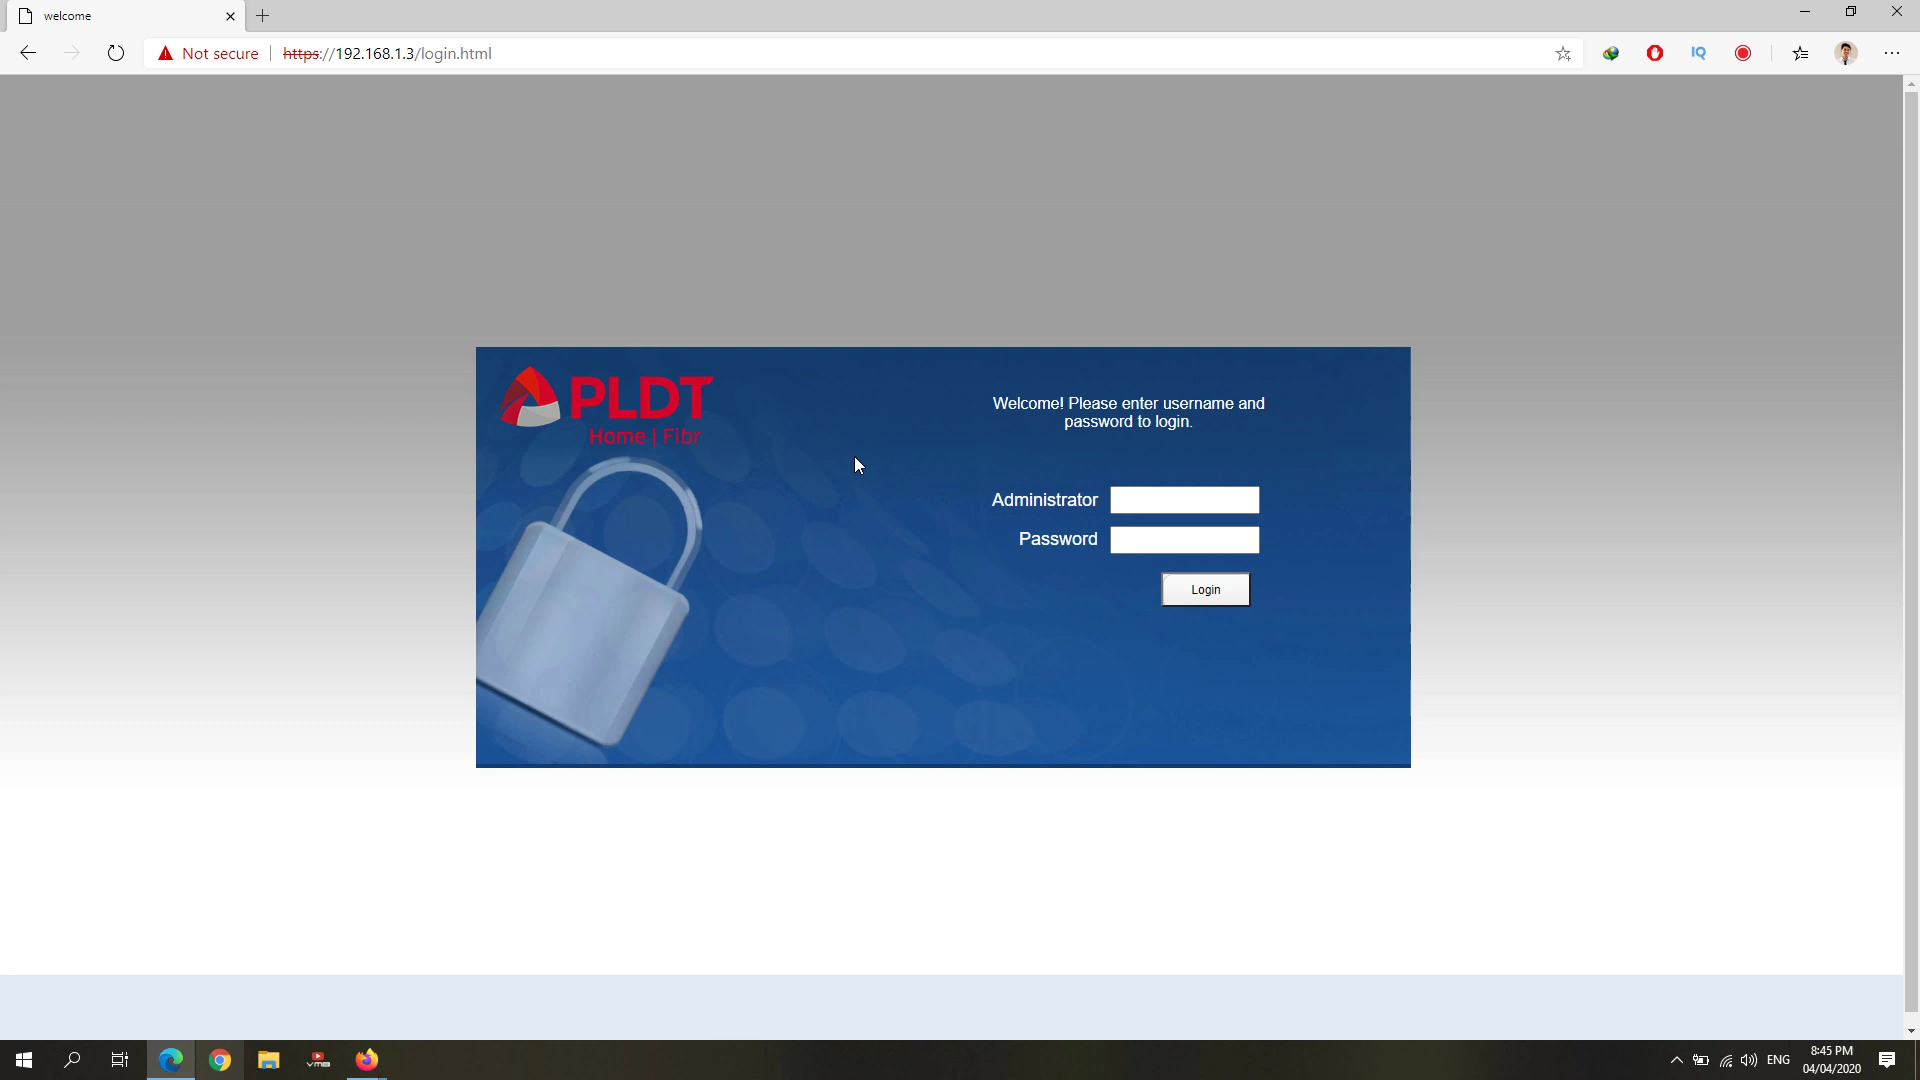 welcome
Not secure
https://192.168.1.3/login.html
IQ
PLDT
Home | Fibr
Welcome! Please enter username and
password to login.
Administrator
Password
Login
vMB
ENG
8:45 PM
04/04/2020